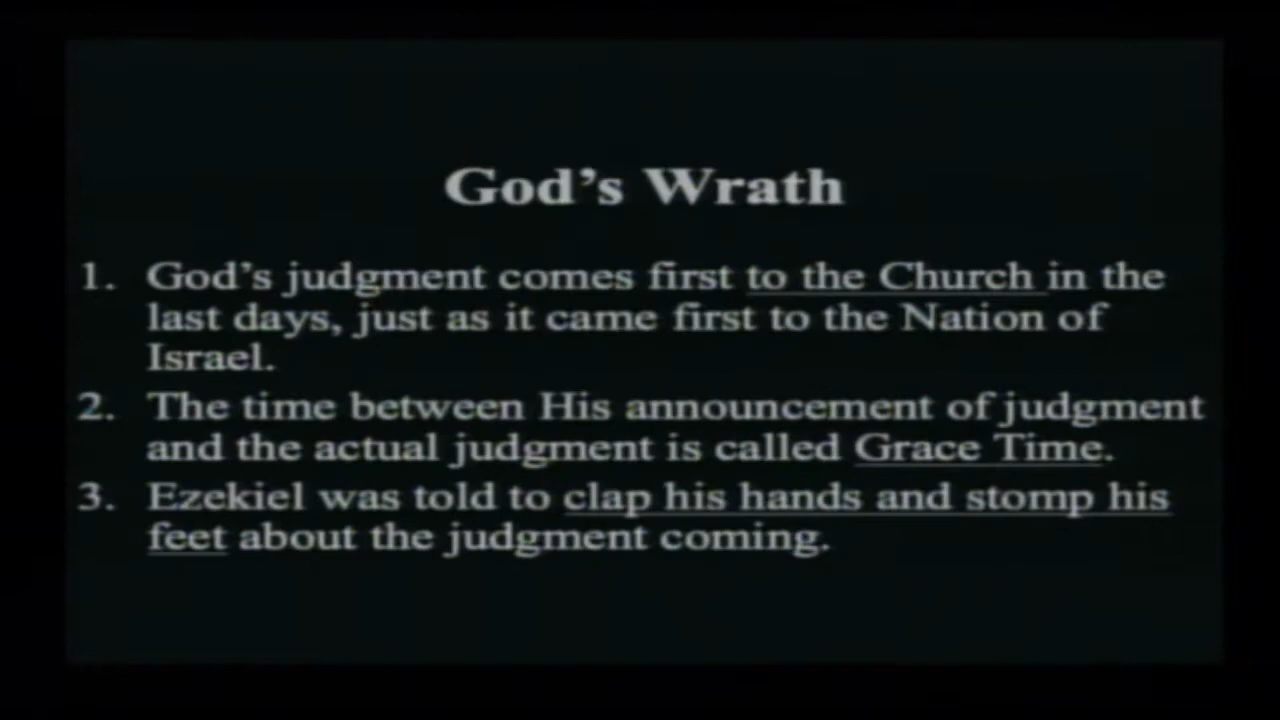 God's Wrath
1. God's judgment comes first to the Church in the
last days, just as it came first to the Nation of
Israel.
2. The time between His announcement of judgment
and the actual judgment is called Grace Time.
3. Ezekiel was told to clap his hands and stomp his
feet about the judgment coming.